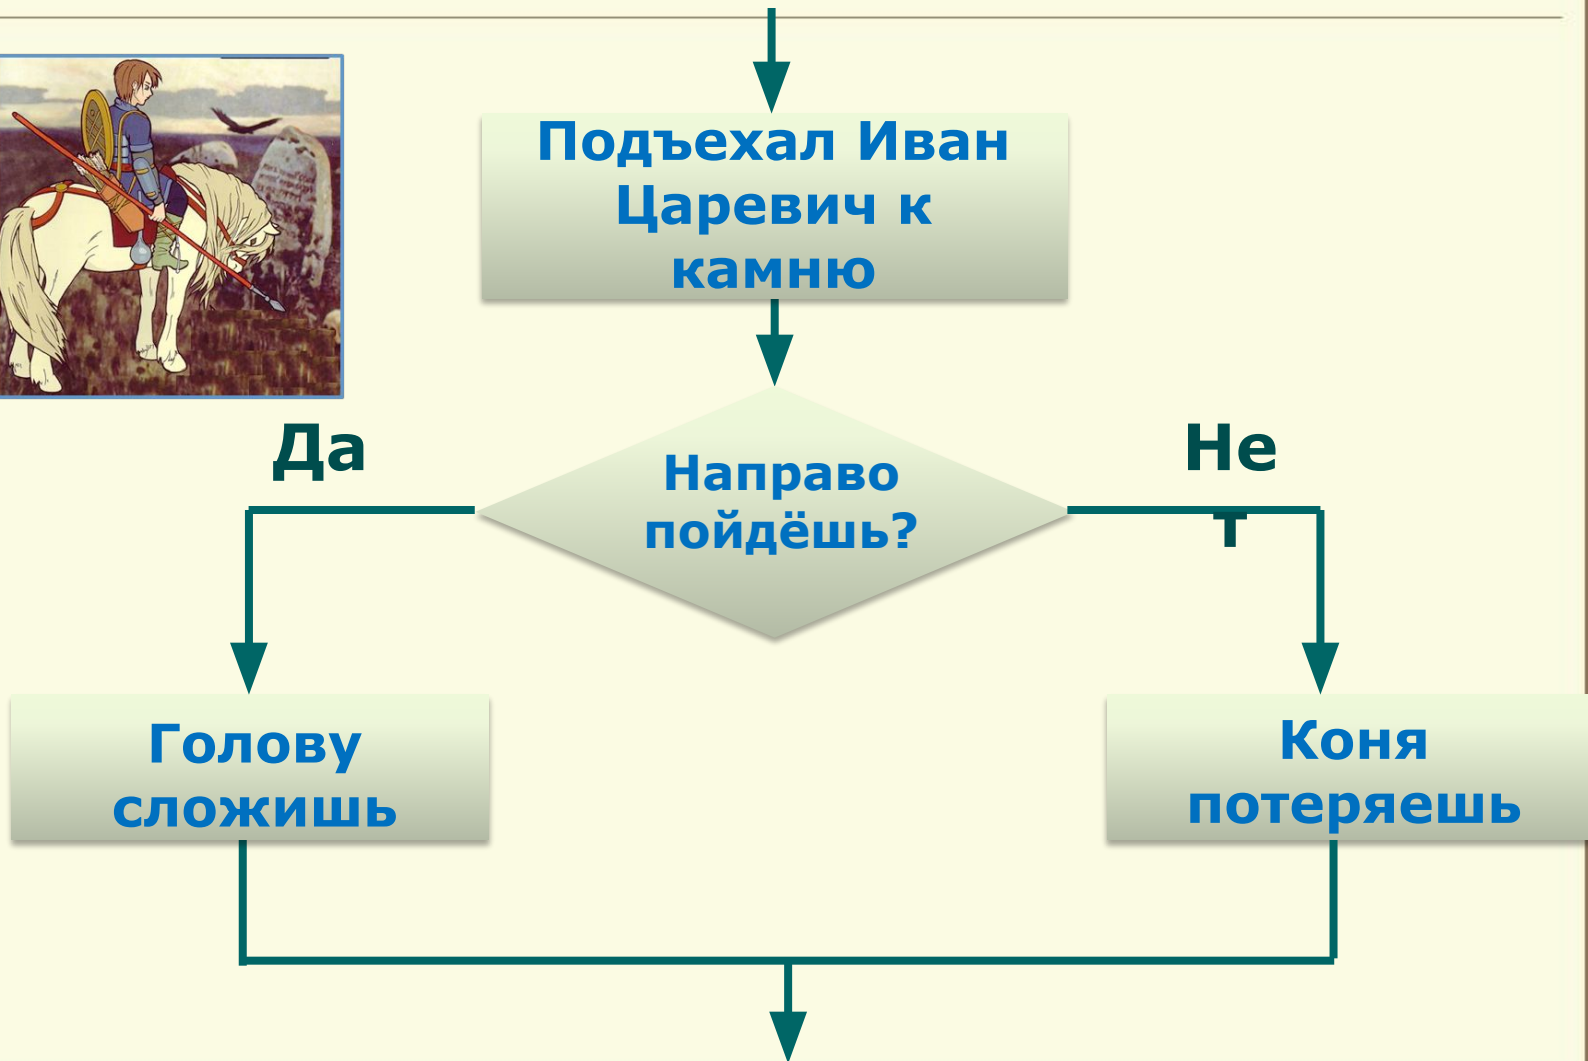 Подъехал Иван
Царевич к
камню
Да
Не
т
Направо
пойдёшь?
Голову
сложишь
Коня
потеряешь